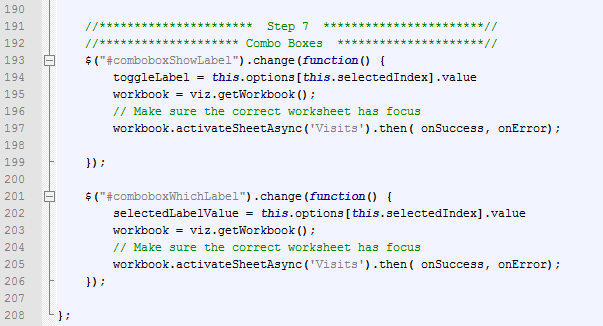 190
191 //********************** Step 7 ***********************//
192 //******************** Combo Boxes *********************//
193 $("#comboboxShowLabel").change(function() {
194 toggleLabel = this.options[this.selectedIndex].value
195 workbook = viz.getWorkbook();
196 // Make sure the correct worksheet has focus
197 workbook.activateSheetAsync('Visits').then( onSuccess, onError);
198
199 });
200
201 $("#comboboxWhichLabel").change(function() {
202 selectedLabelValue = this.options[this.selectedIndex].value
203 workbook = viz.getWorkbook();
204 // Make sure the correct worksheet has focus
205 workbook.activateSheetAsync('Visits').then( onSuccess, onError);
206 });
207
208 };